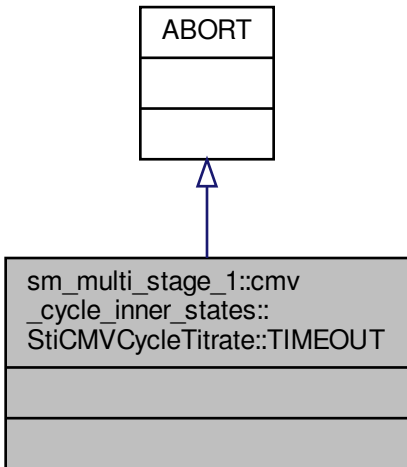 ABORT
sm_multi_stage_1::cmv
_cycle_inner_states::
StiCMVCycleTitrate::TIMEOUT